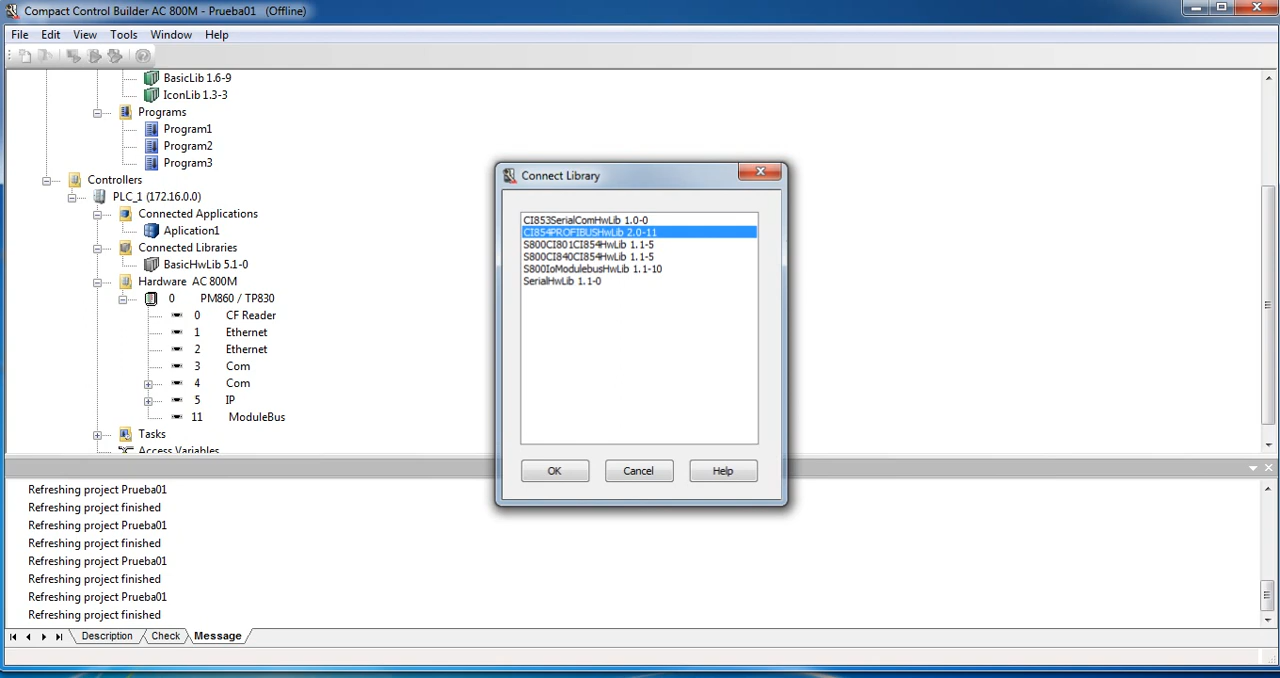 Compact Control Builder AC 800M - Prueba01 (Offline)
File Edit View Tools Window Help
BasicLib 1.6-9
IconLib 1.3-3
Programs
Program1
Program2
Program3
Controllers
PLC_1 (172.16.0.0)
Connected Applications
Aplication1
Connected Libraries
BasicHwLib 5.1-0
Hardware AC 800M
0 PM860 / TP830
0 CF Reader
1 Ethernet
2 Ethernet
3 Com
4 Com
5 IP
11 ModuleBus
Tasks
Access Variables
Connect Library
CI853SerialComHwLib 1.0-0
CI854PROFIBUSHwLib 2.0-11
S800CI801CI854HwLib 1.1-5
S800CI840CI854HwLib 1.1-5
S800IoModulebusHwLib 1.1-10
SerialHwLib 1.1-0
OK Cancel Help
Refreshing project Prueba01
Refreshing project finished
Refreshing project Prueba01
Refreshing project finished
Refreshing project Prueba01
Refreshing project finished
Refreshing project Prueba01
Refreshing project finished
Description Check Message